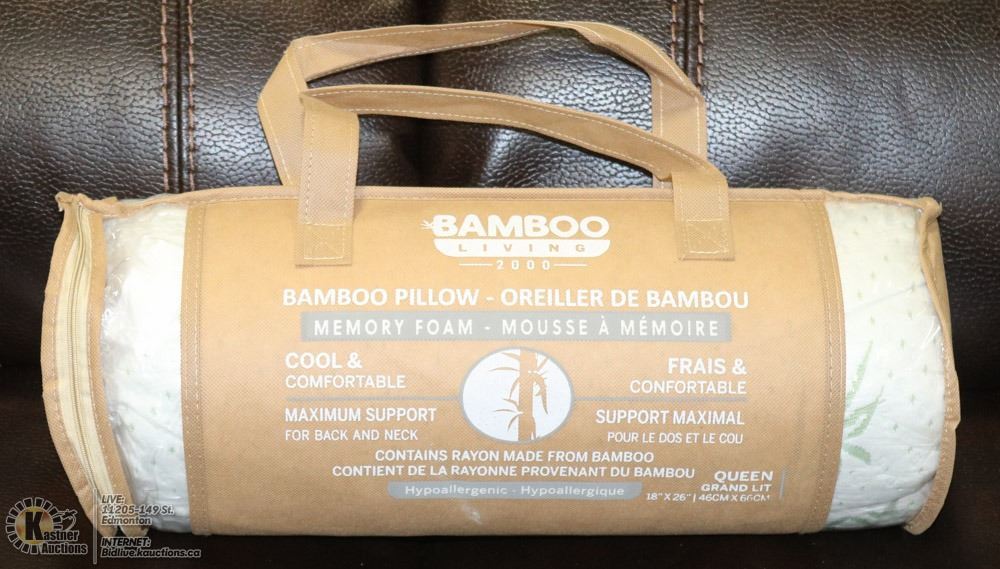 BAMBOO
LIVING
2000
BAMBOO PILLOW - OREILLER DE BAMBOU
MEMORY FOAM - MOUSSE À MÉMOIRE
COOL &
COMFORTABLE
MAXIMUM SUPPORT
FOR BACK AND NECK
FRAIS &
CONFORTABLE
SUPPORT MAXIMAL
POUR LE DOS ET LE COU
CONTAINS RAYON MADE FROM BAMBOO
CONTIENT DE LA RAYONNE PROVENANT DU BAMBOU
Hypoallergenic - Hypoallergique
QUEEN
GRAND LIT
18" X 26" | 46CM X 66CM
Kastner
Auctions
LIVE:
11205-149 St.
Edmonton
INTERNET:
Bidlive.kauctions.ca